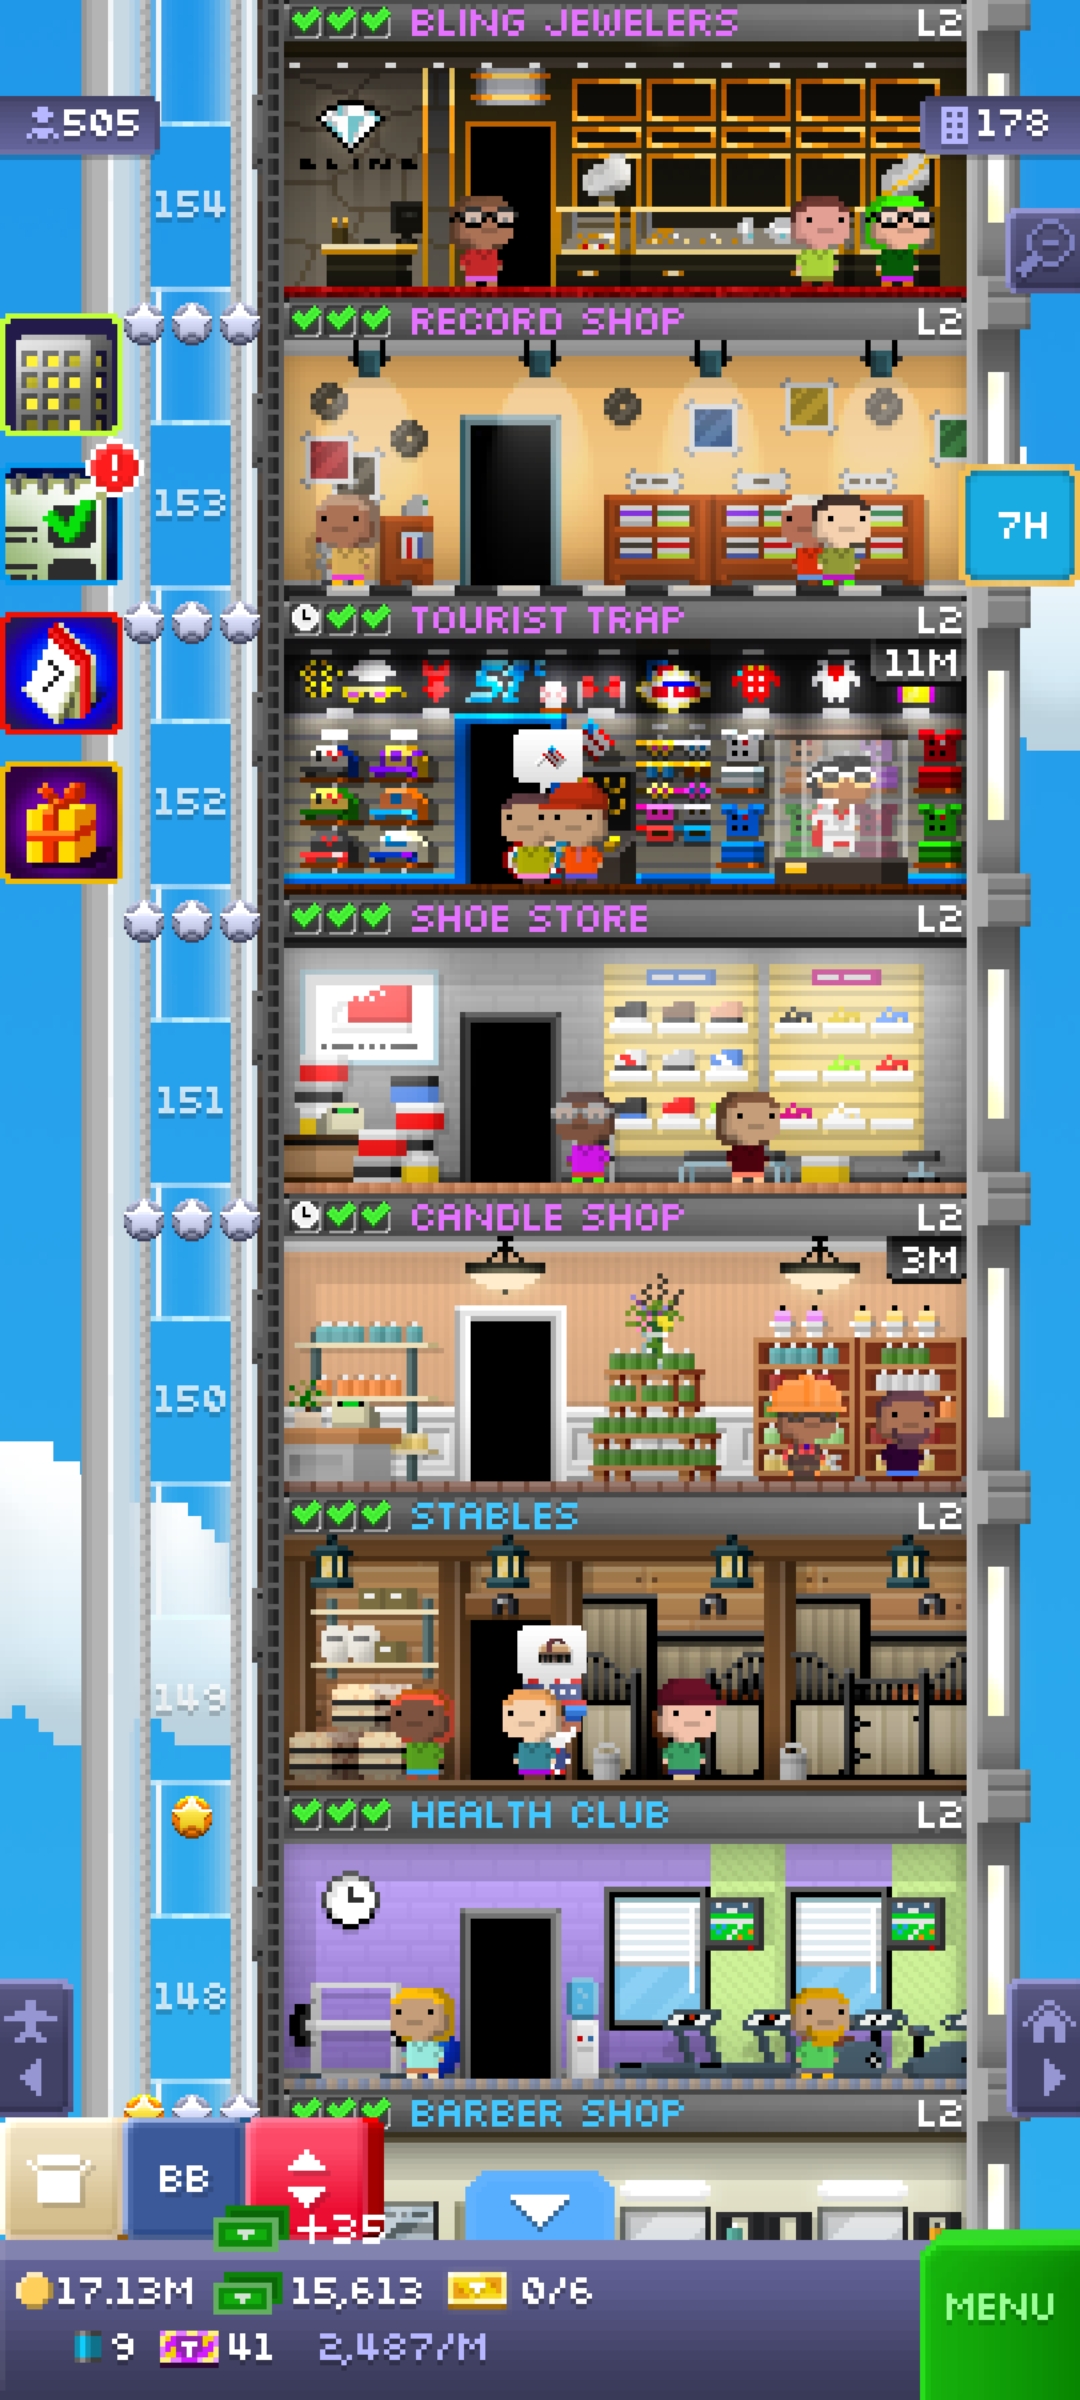 BLING JEWELERS L2
505
178
BLING
154
RECORD SHOP L2
153
7H
TOURIST TRAP L2
11M
152
SHOE STORE L2
151
CANDLE SHOP L2
3M
150
STABLES L2
149
HEALTH CLUB L2
148
BARBER SHOP L2
BB
+35
17.13M 15,613 0/6
MENU
9 41 2,487/M